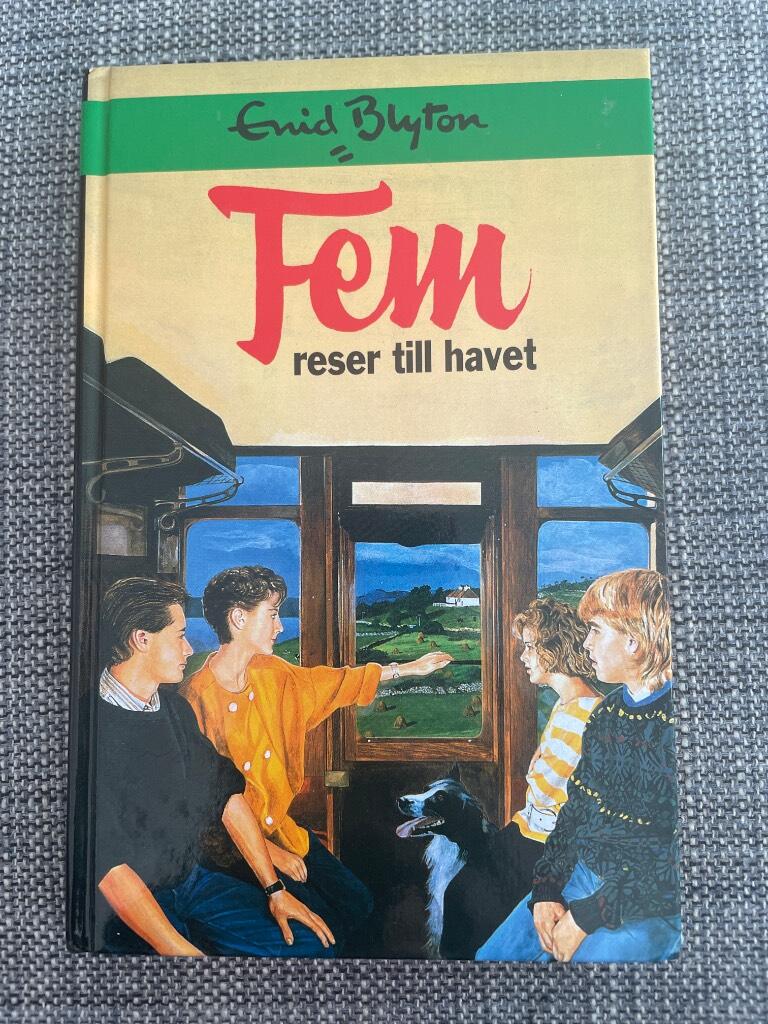 Enid Blyton
Fem
reser till havet